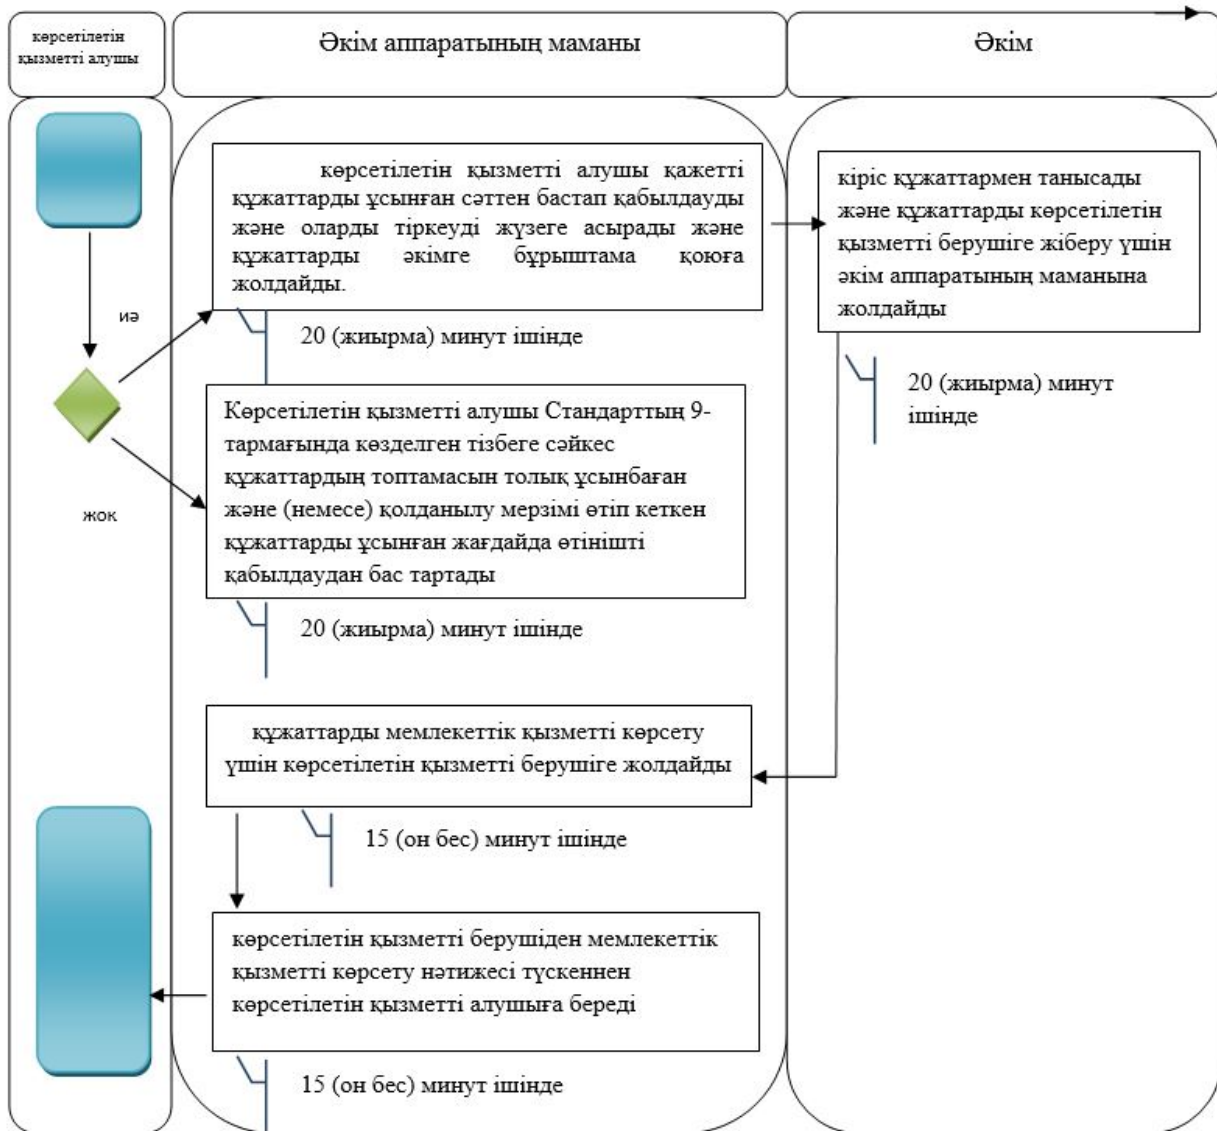 көрсетілетін
қызметті алушы
Әкім аппаратының маманы
Әкім
көрсетілетін қызметті алушы қажетті
құжаттарды ұсынған сәттен бастап қабылдауды
және оларды тіркеуді жүзеге асырады және
құжаттарды әкімге бұрыштама қоюға
жолдайды.
кіріс құжаттармен танысады
және құжаттарды көрсетілетін
қызметті берушіге жіберу үшін
әкім аппаратының маманына
жолдайды
иә
20 (жиырма) минут ішінде
20 (жиырма) минут
ішінде
Көрсетілетін қызметті алушы Стандарттың 9-
тармағында көзделген тізбеге сәйкес
құжаттардың топтамасын толық ұсынбаған
және (немесе) қолданылу мерзімі өтіп кеткен
құжаттарды ұсынған жағдайда өтінішті
қабылдаудан бас тартады
жоқ
20 (жиырма) минут ішінде
құжаттарды мемлекеттік қызметті көрсету
үшін көрсетілетін қызметті берушіге жолдайды
15 (он бес) минут ішінде
көрсетілетін қызметті берушіден мемлекеттік
қызметті көрсету нәтижесі түскеннен
көрсетілетін қызметті алушыға береді
15 (он бес) минут ішінде